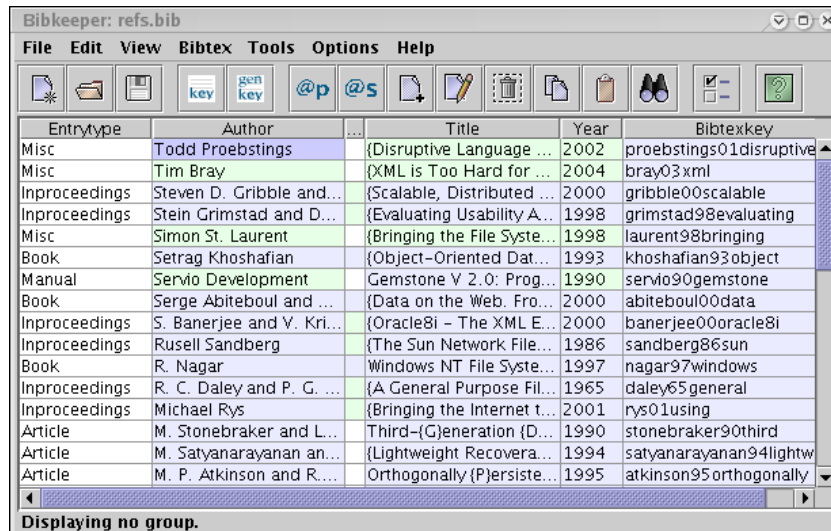 Bibkeeper: refs.bib
File Edit View Bibtex Tools Options Help
key gen key @p @s
Entrytype Author ... Title Year Bibtexkey
Misc Todd Proebstings {Disruptive Language ... 2002 proebstings01disruptive
Misc Tim Bray {XML is Too Hard for ... 2004 bray03xml
Inproceedings Steven D. Gribble and... {Scalable, Distributed ... 2000 gribble00scalable
Inproceedings Stein Grimstad and D... {Evaluating Usability A... 1998 grimstad98evaluating
Misc Simon St. Laurent {Bringing the File Syste... 1998 laurent98bringing
Book Setrag Khoshafian {Object-Oriented Dat... 1993 khoshafian93object
Manual Servio Development Gemstone V 2.0: Prog... 1990 servio90gemstone
Book Serge Abiteboul and ... {Data on the Web. Fro... 2000 abiteboul00data
Inproceedings S. Banerjee and V. Kri... {Oracle8i - The XML E... 2000 banerjee00oracle8i
Inproceedings Rusell Sandberg {The Sun Network File... 1986 sandberg86sun
Book R. Nagar Windows NT File Syste... 1997 nagar97windows
Inproceedings R. C. Daley and P. G. ... {A General Purpose Fil... 1965 daley65general
Inproceedings Michael Rys {Bringing the Internet t... 2001 rys01using
Article M. Stonebraker and L... Third-{G}eneration {D... 1990 stonebraker90third
Article M. Satyanarayanan an... {Lightweight Recovera... 1994 satyanarayanan94lightw
Article M. P. Atkinson and R.... Orthogonally {P}ersiste... 1995 atkinson95orthogonally
Displaying no group.